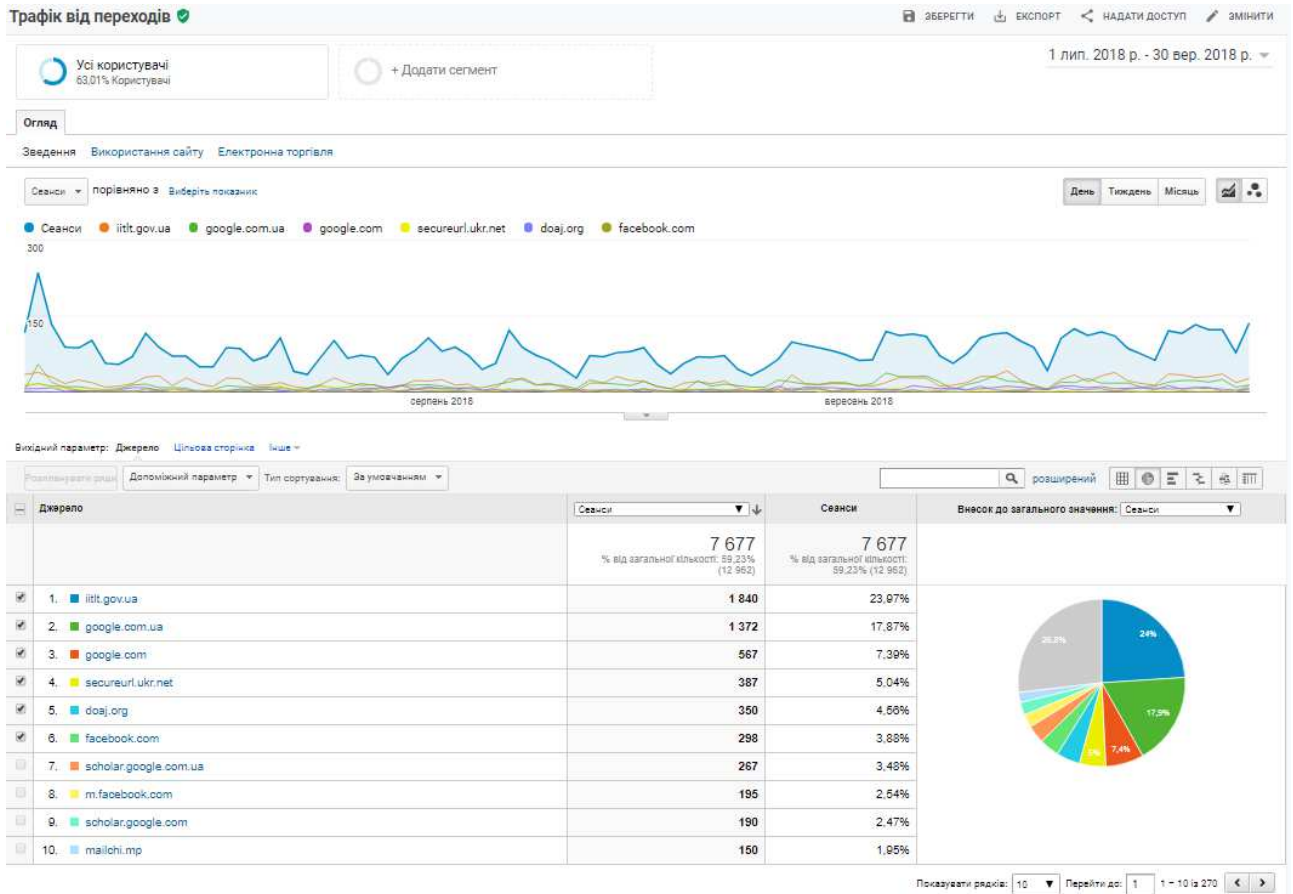 Трафік від переходів
ЗБЕРЕГТИ ЕКСПОРТ НАДАТИ ДОСТУП ЗМІНИТИ
Усі користувачі
63,01% Користувачі
+ Додати сегмент
1 лип. 2018 р. - 30 вер. 2018 р.
Огляд
Зведення Використання сайту Електронна торгівля
Сеанси порівняно з Виберіть показник
День Тиждень Місяць
Сеанси iitlt.gov.ua google.com.ua google.com secureurl.ukr.net doaj.org facebook.com
300
150
серпень 2018 вересень 2018
Вихідний параметр: Джерело Цільова сторінка Інше
Допоміжний параметр Тип сортування: За умовчанням розширений
Джерело Сеанси Сеанси Внесок до загального значення: Сеанси
7 677 7 677
% від загальної кількості: 59,23% (12 962) % від загальної кількості: 59,23% (12 962)
1. iitlt.gov.ua 1 840 23,97%
2. google.com.ua 1 372 17,87%
3. google.com 567 7,39%
4. secureurl.ukr.net 387 5,04%
5. doaj.org 350 4,56%
6. facebook.com 298 3,88%
7. scholar.google.com.ua 267 3,48%
8. m.facebook.com 195 2,54%
9. scholar.google.com 190 2,47%
10. mailchi.mp 150 1,95%
24%
17,9%
7,4%
5%
Показувати рядків: 10 Перейти до: 1 1 - 10 із 270